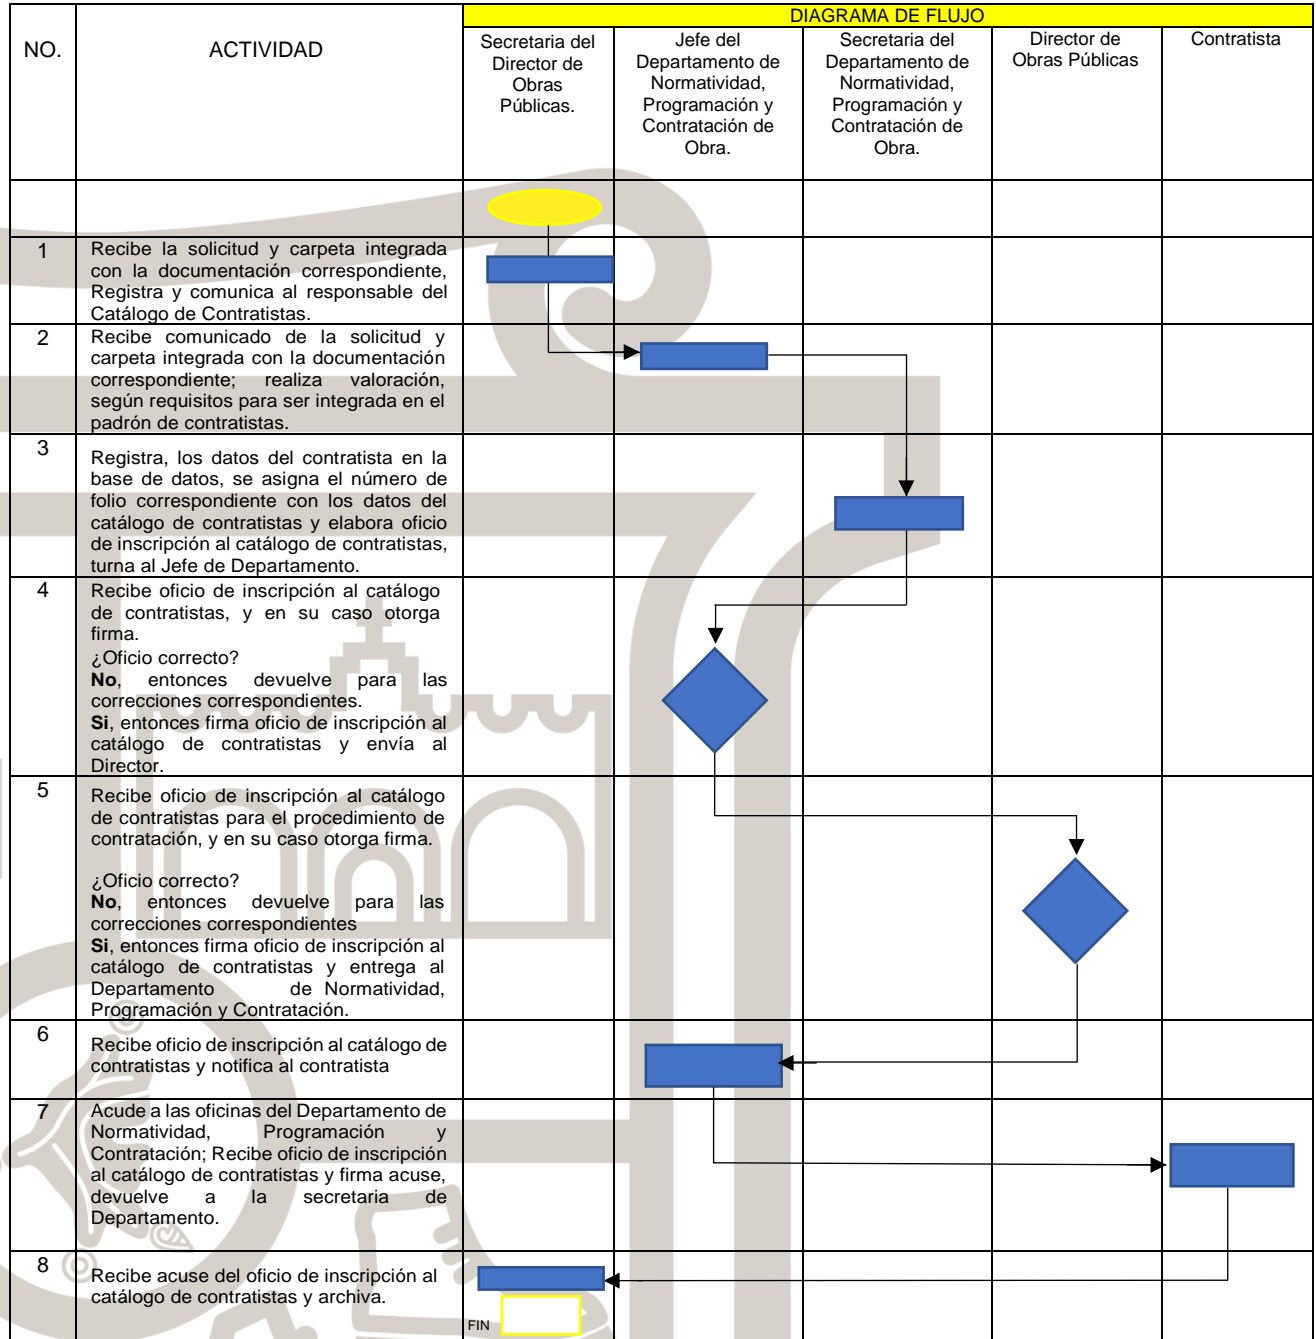 DIAGRAMA DE FLUJO
NO.
ACTIVIDAD
Secretaria del
Director de
Obras
Públicas.
Jefe del
Departamento de
Normatividad,
Programación y
Contratación de
Obra.
Secretaria del
Departamento de
Normatividad,
Programación y
Contratación de
Obra.
Director de
Obras Públicas
Contratista
1
Recibe la solicitud y carpeta integrada
con la documentación correspondiente,
Registra y comunica al responsable del
Catálogo de Contratistas.
2
Recibe comunicado de la solicitud y
carpeta integrada con la documentación
correspondiente; realiza valoración,
según requisitos para ser integrada en el
padrón de contratistas.
3
Registra, los datos del contratista en la
base de datos, se asigna el número de
folio correspondiente con los datos del
catálogo de contratistas y elabora oficio
de inscripción al catálogo de contratistas,
turna al Jefe de Departamento.
4
Recibe oficio de inscripción al catálogo
de contratistas, y en su caso otorga
firma.
¿Oficio correcto?
No, entonces devuelve para las
correcciones correspondientes.
Si, entonces firma oficio de inscripción al
catálogo de contratistas y envía al
Director.
5
Recibe oficio de inscripción al catálogo
de contratistas para el procedimiento de
contratación, y en su caso otorga firma.
¿Oficio correcto?
No, entonces devuelve para las
correcciones correspondientes
Si, entonces firma oficio de inscripción al
catálogo de contratistas y entrega al
Departamento de Normatividad,
Programación y Contratación.
6
Recibe oficio de inscripción al catálogo de
contratistas y notifica al contratista
7
Acude a las oficinas del Departamento de
Normatividad, Programación y
Contratación; Recibe oficio de inscripción
al catálogo de contratistas y firma acuse,
devuelve a la secretaria de
Departamento.
8
Recibe acuse del oficio de inscripción al
catálogo de contratistas y archiva.
FIN